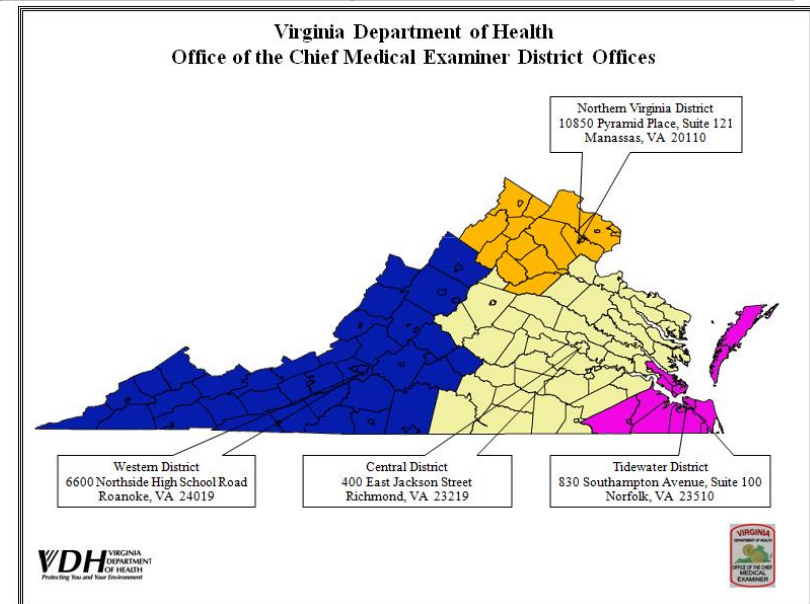 Virginia Department of Health
Office of the Chief Medical Examiner District Offices
Northern Virginia District
10850 Pyramid Place, Suite 121
Manassas, VA 20110
Western District
6600 Northside High School Road
Roanoke, VA 24019
Central District
400 East Jackson Street
Richmond, VA 23219
Tidewater District
830 Southampton Avenue, Suite 100
Norfolk, VA 23510
VDH VIRGINIA
DEPARTMENT
OF HEALTH
Protecting You and Your Environment
VIRGINIA
DEPARTMENT OF HEALTH
OFFICE OF THE CHIEF
MEDICAL
EXAMINER